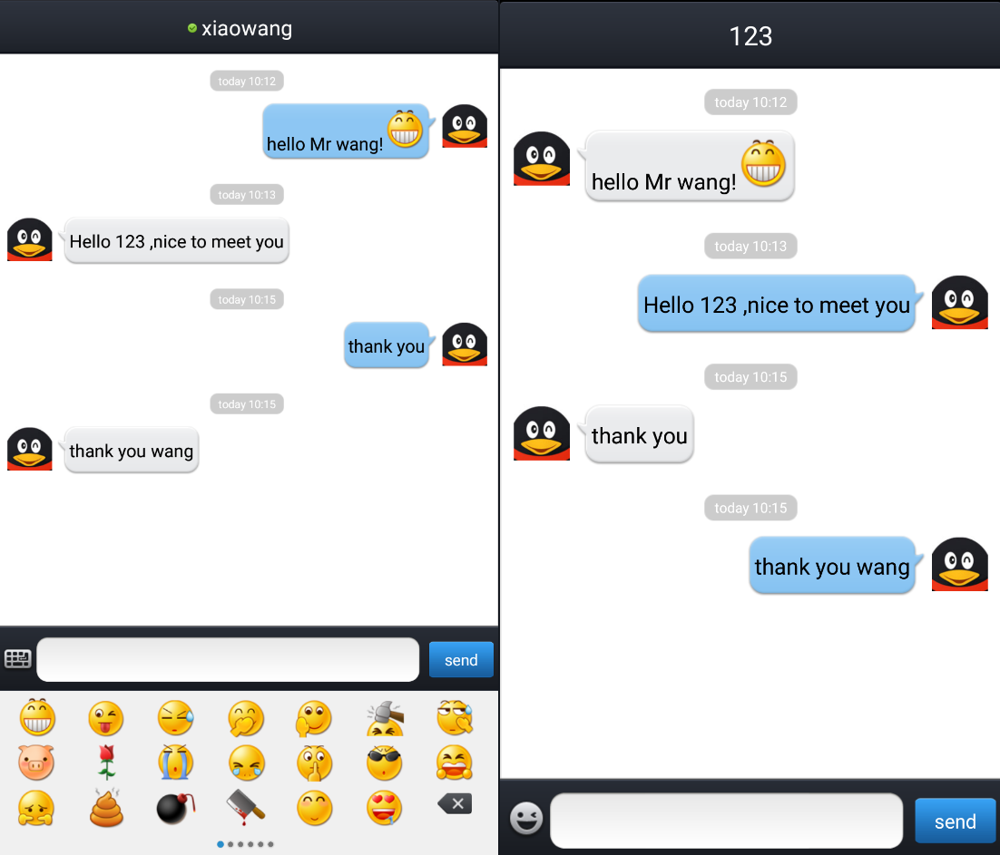 xiaowang
today 10:12
hello Mr wang!
today 10:13
Hello 123 ,nice to meet you
today 10:15
thank you
today 10:15
thank you wang
send
123
today 10:12
hello Mr wang!
today 10:13
Hello 123 ,nice to meet you
today 10:15
thank you
today 10:15
thank you wang
send